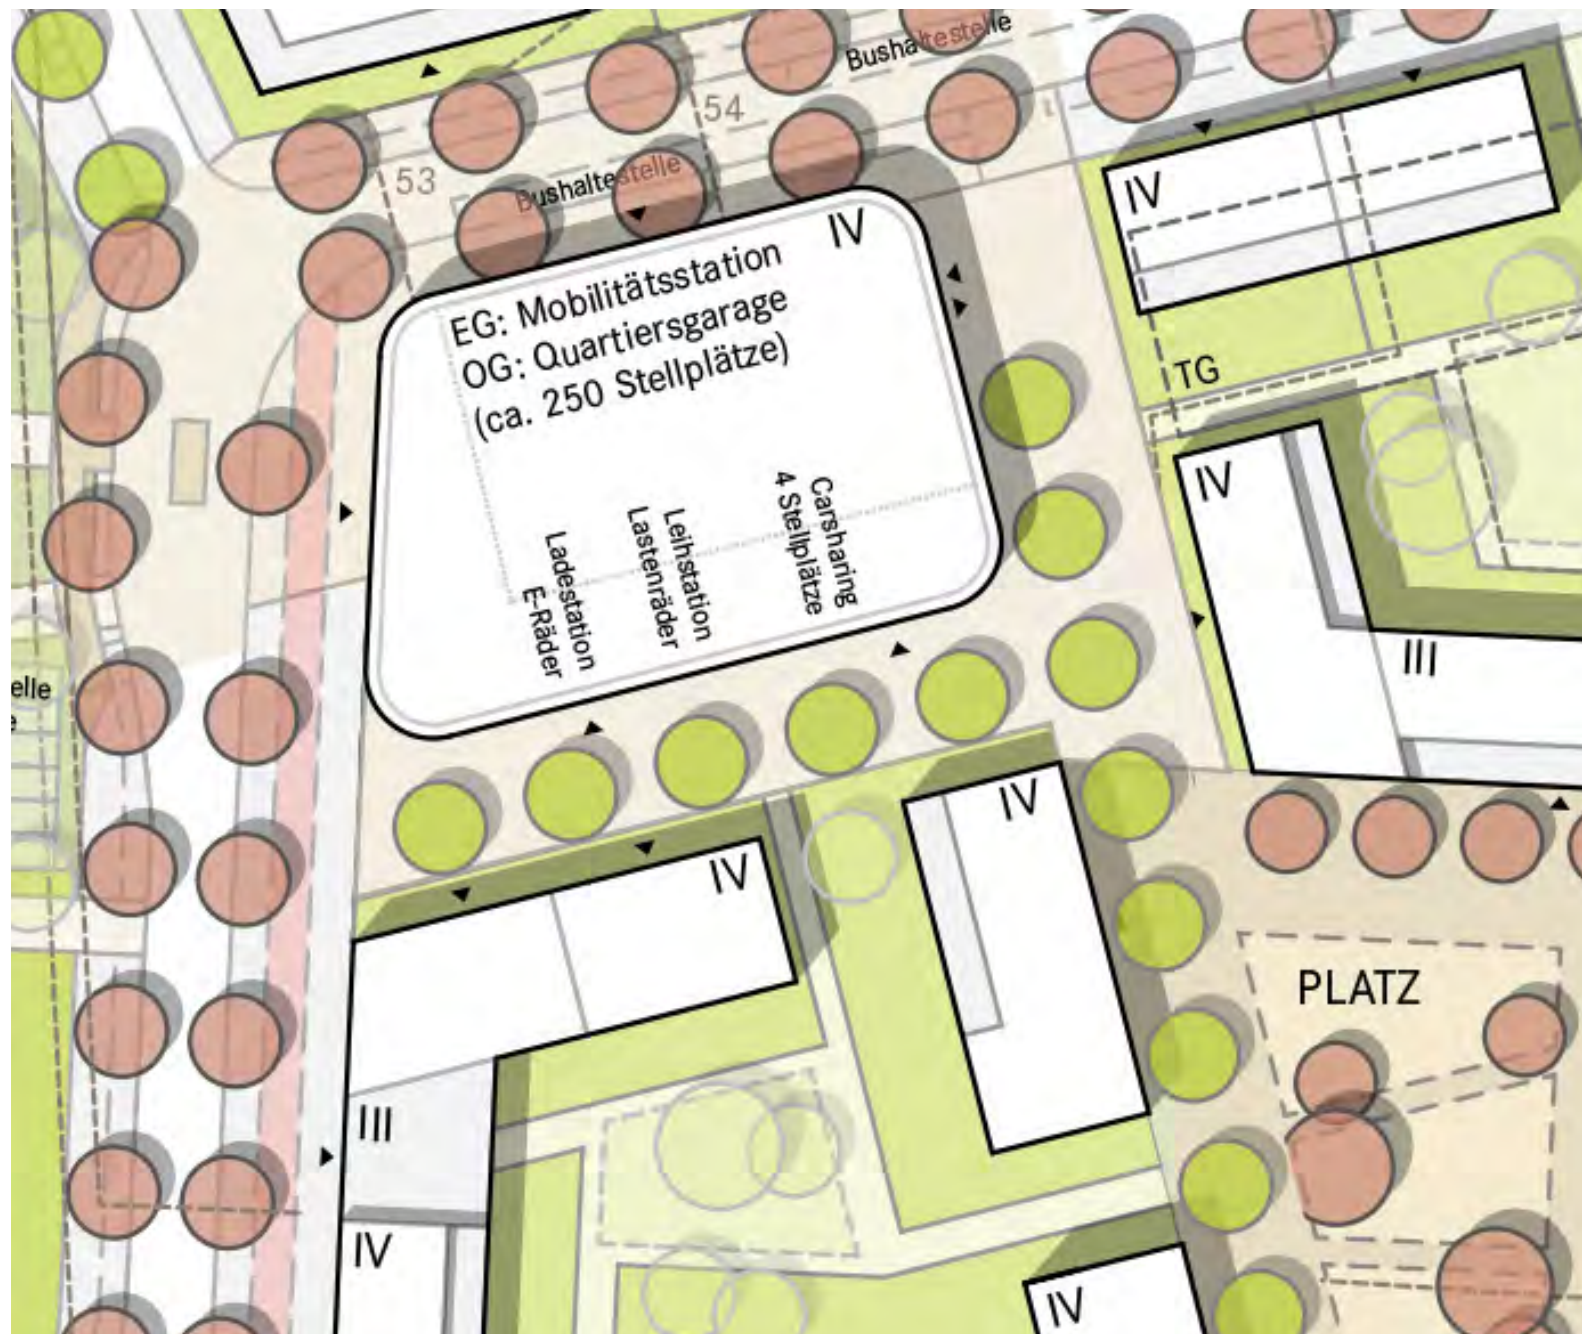 Bushaltestelle
54
53
Bushaltestelle
IV
IV
EG: Mobilitätsstation
OG: Quartiersgarage
(ca. 250 Stellplätze)
TG
IV
Carsharing
4 Stellplätze
Leihstation
Lastenräder
Ladestation
E-Räder
III
elle
IV
IV
PLATZ
III
IV
IV